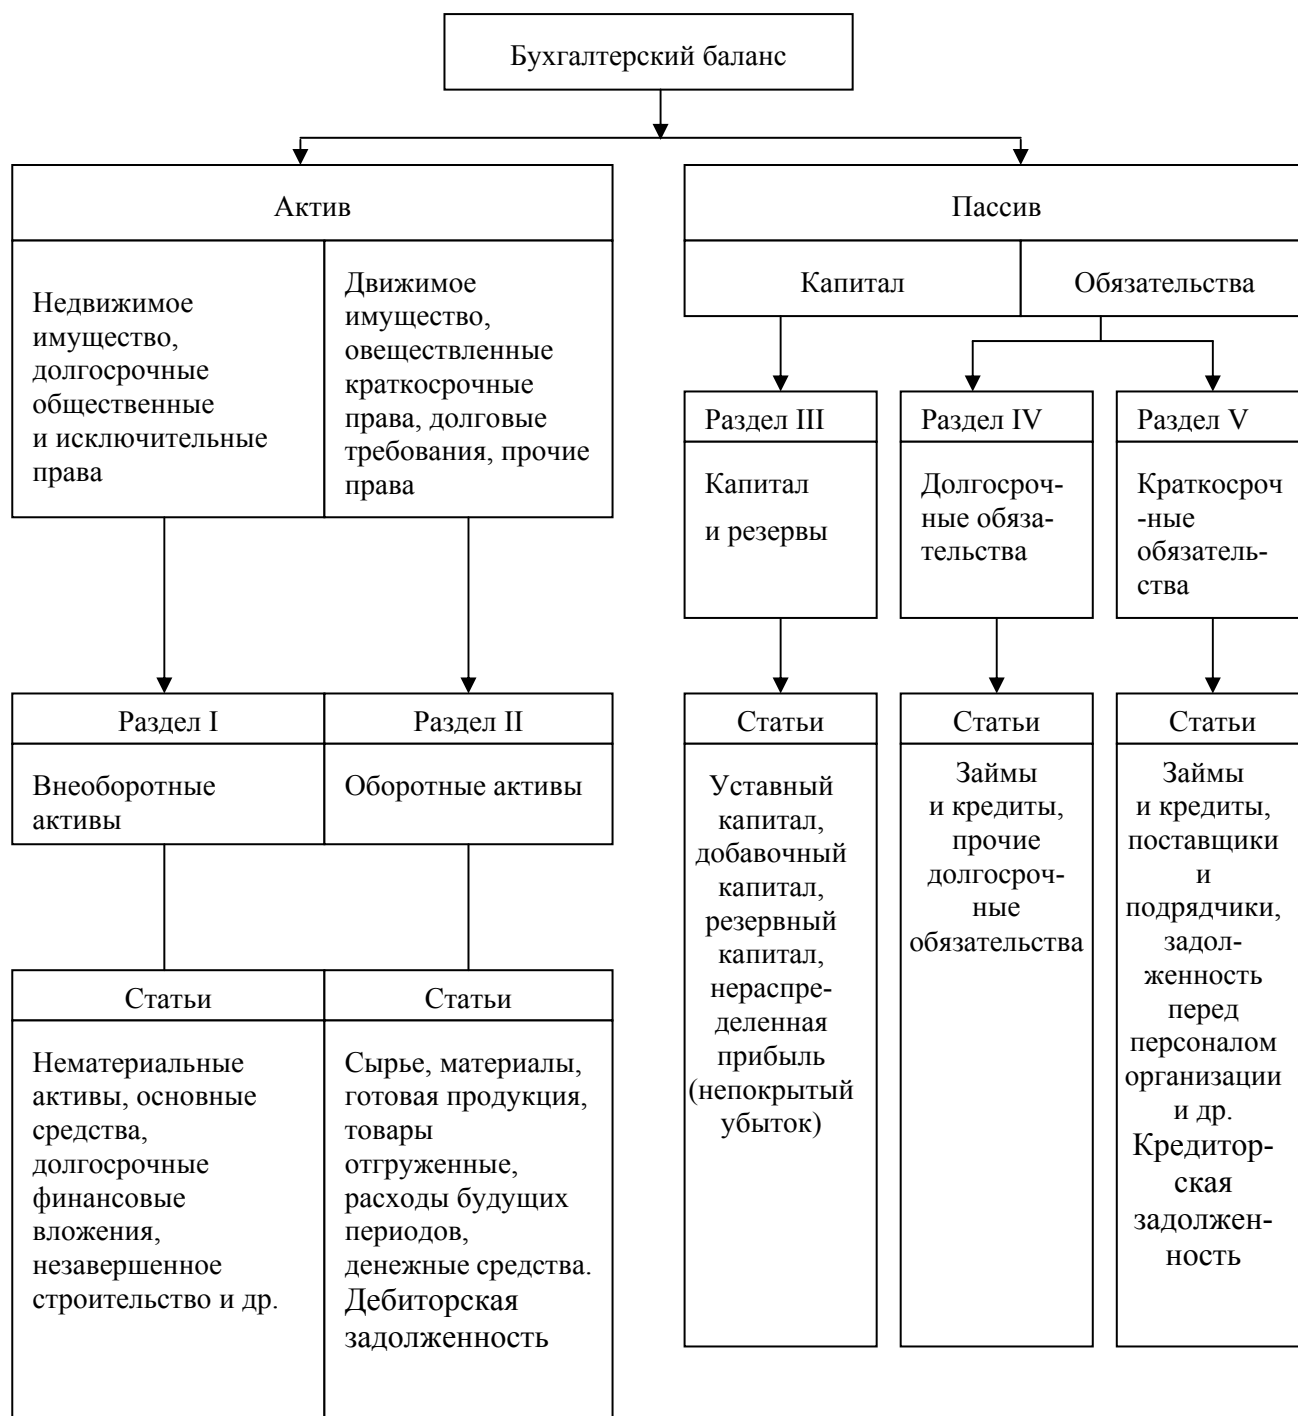 Бухгалтерский баланс
Актив
Недвижимое
имущество,
долгосрочные
общественные
и исключительные
права
Движимое
имущество,
овеществленные
краткосрочные
права, долговые
требования, прочие
права
Раздел I
Внеоборотные
активы
Раздел II
Оборотные активы
Статьи
Нематериальные
активы, основные
средства,
долгосрочные
финансовые
вложения,
незавершенное
строительство и др.
Статьи
Сырье, материалы,
готовая продукция,
товары
отгруженные,
расходы будущих
периодов,
денежные средства.
Дебиторская
задолженность
Пассив
Капитал
Обязательства
Раздел III
Капитал
и резервы
Раздел IV
Долгосроч-
ные обяза-
тельства
Раздел V
Краткосроч
-ные
обязатель-
ства
Статьи
Уставный
капитал,
добавочный
капитал,
резервный
капитал,
нераспре-
деленная
прибыль
(непокрытый
убыток)
Статьи
Займы
и кредиты,
прочие
долгосроч-
ные
обязательства
Статьи
Займы
и кредиты,
поставщики
и
подрядчики,
задол-
женность
перед
персоналом
организации
и др.
Кредитор-
ская
задолжен-
ность